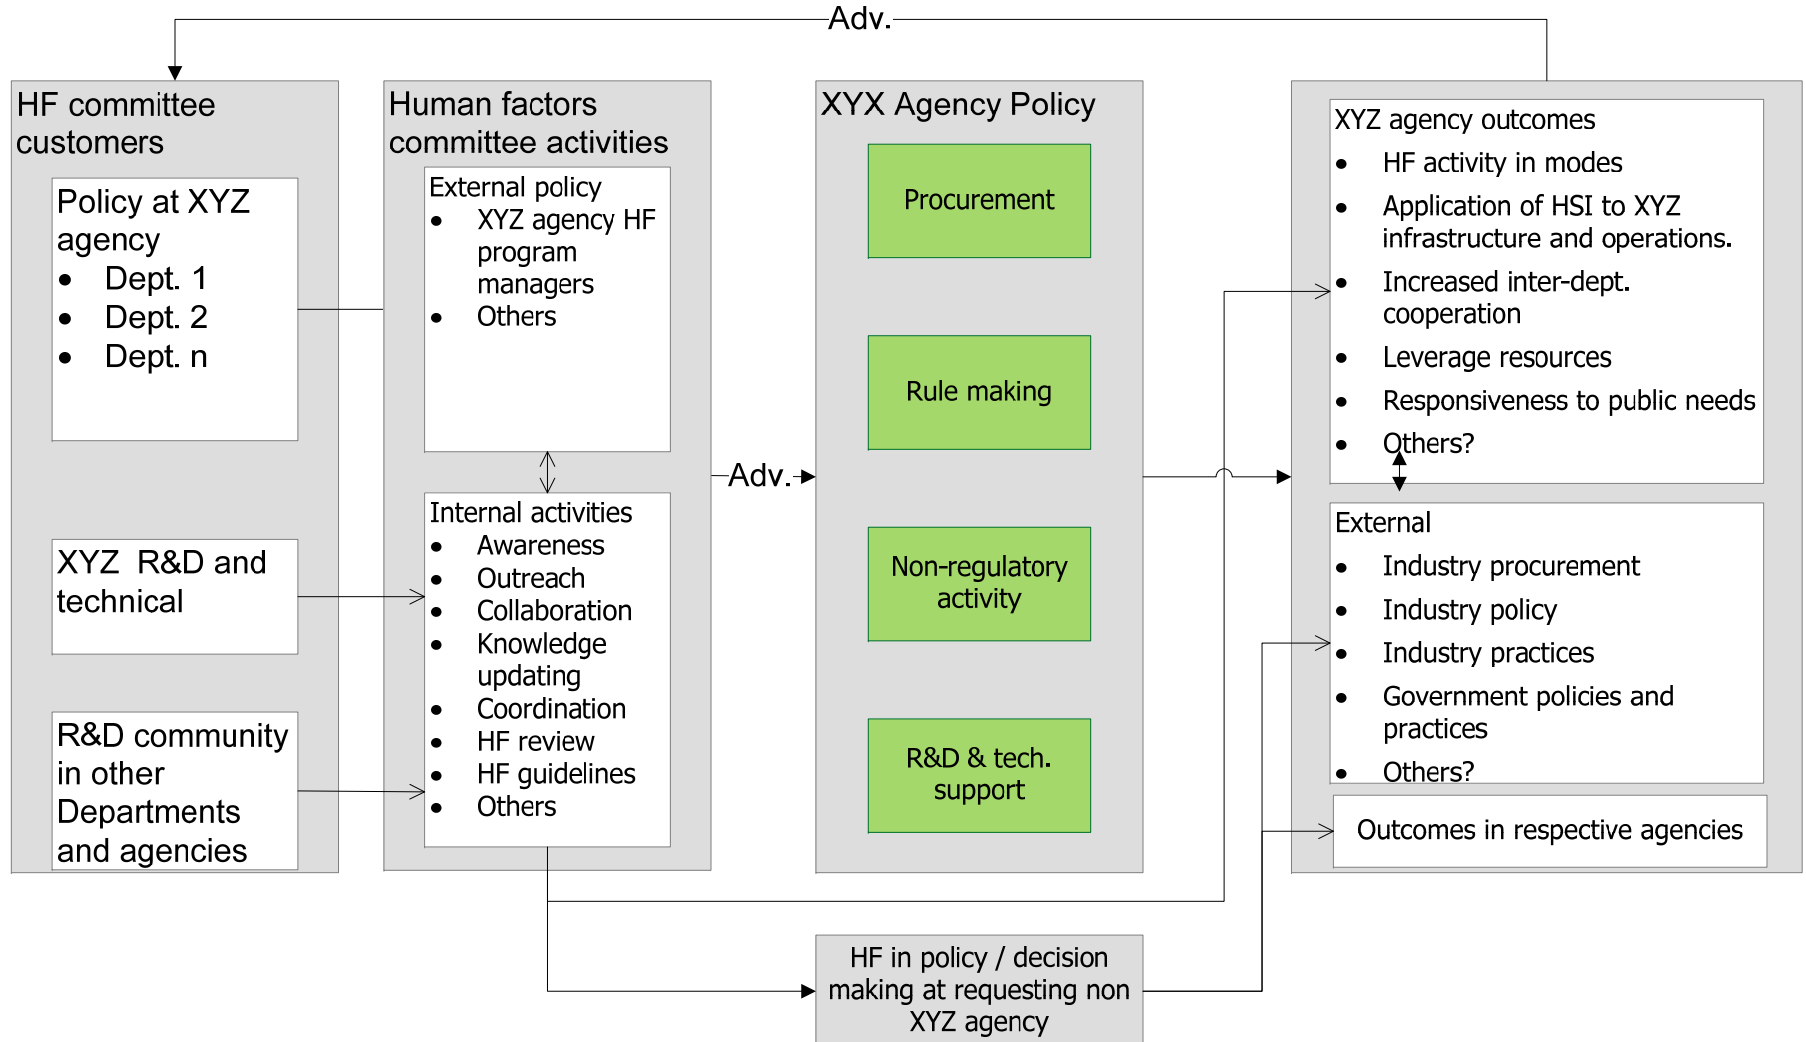 Adv.
HF committee
customers
Policy at XYZ
agency
• Dept. 1
• Dept. 2
• Dept. n
XYZ R&D and
technical
R&D community
in other
Departments
and agencies
Human factors
committee activities
External policy
• XYZ agency HF
program
managers
• Others
Internal activities
• Awareness
• Outreach
• Collaboration
• Knowledge
updating
• Coordination
• HF review
• HF guidelines
• Others
Adv.
XYX Agency Policy
Procurement
Rule making
Non-regulatory
activity
R&D & tech.
support
HF in policy / decision
making at requesting non
XYZ agency
XYZ agency outcomes
• HF activity in modes
• Application of HSI to XYZ
infrastructure and operations.
• Increased inter-dept.
cooperation
• Leverage resources
• Responsiveness to public needs
• Others?
External
• Industry procurement
• Industry policy
• Industry practices
• Government policies and
practices
• Others?
Outcomes in respective agencies